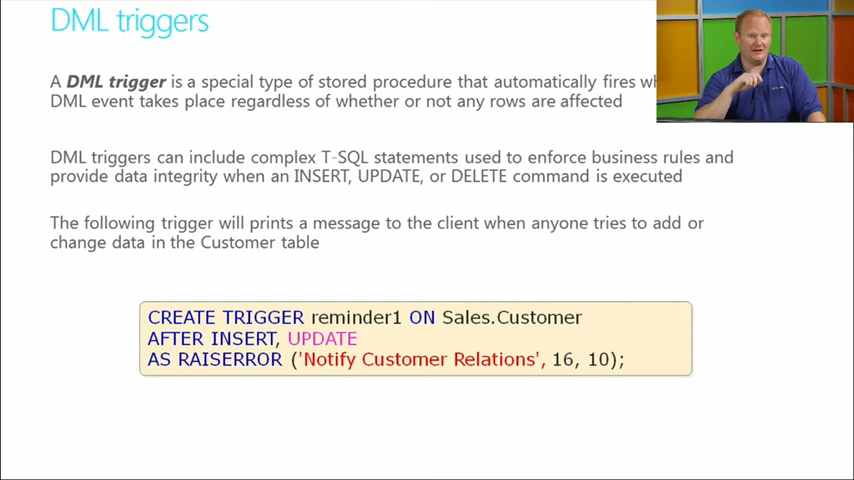 DML triggers
A DML trigger is a special type of stored procedure that automatically fires
DML event takes place regardless of whether or not any rows are affected
DML triggers can include complex T-SQL statements used to enforce business rules and
provide data integrity when an INSERT, UPDATE, or DELETE command is executed
The following trigger will prints a message to the client when anyone tries to add or
change data in the Customer table
CREATE TRIGGER reminder1 ON Sales.Customer
AFTER INSERT, UPDATE
AS RAISERROR ('Notify Customer Relations', 16, 10);